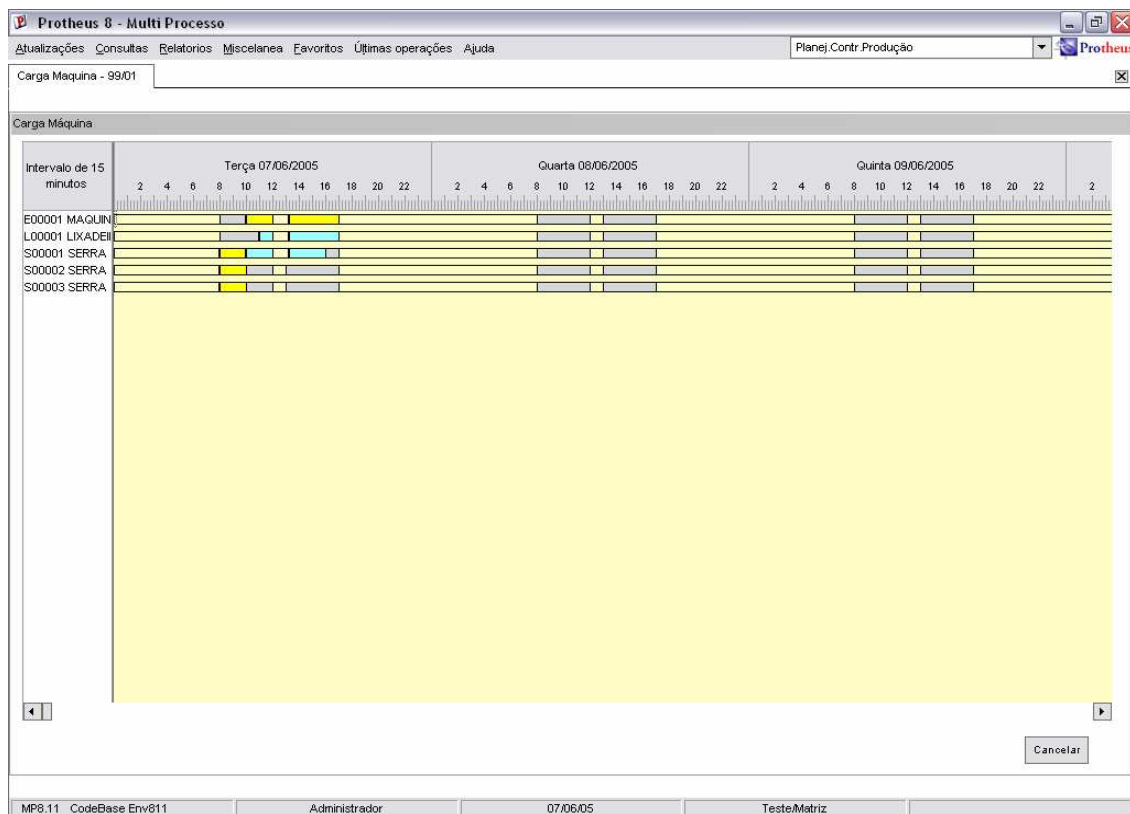 Protheus 8 - Multi Processo
Atualizações Consultas Relatorios Miscelanea Favoritos Últimas operações Ajuda Planej.Contr.Produção Protheus
Carga Maquina - 99/01
Carga Máquina
Intervalo de 15 minutos
Terça 07/06/2005 Quarta 08/06/2005 Quinta 09/06/2005
2 4 6 8 10 12 14 16 18 20 22 2 4 6 8 10 12 14 16 18 20 22 2 4 6 8 10 12 14 16 18 20 22 2
E00001 MAQUIN
L00001 LIXADEI
S00001 SERRA
S00002 SERRA
S00003 SERRA
Cancelar
MP8.11 CodeBase Env811 Administrador 07/06/05 Teste/Matriz